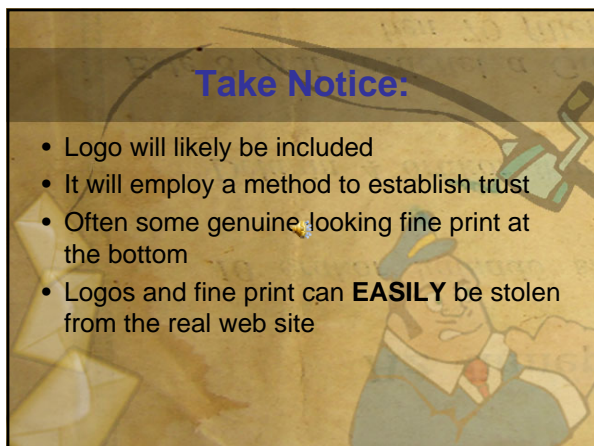 Take Notice:
• Logo will likely be included
• It will employ a method to establish trust
• Often some genuine looking fine print at
the bottom
• Logos and fine print can EASILY be stolen
from the real web site